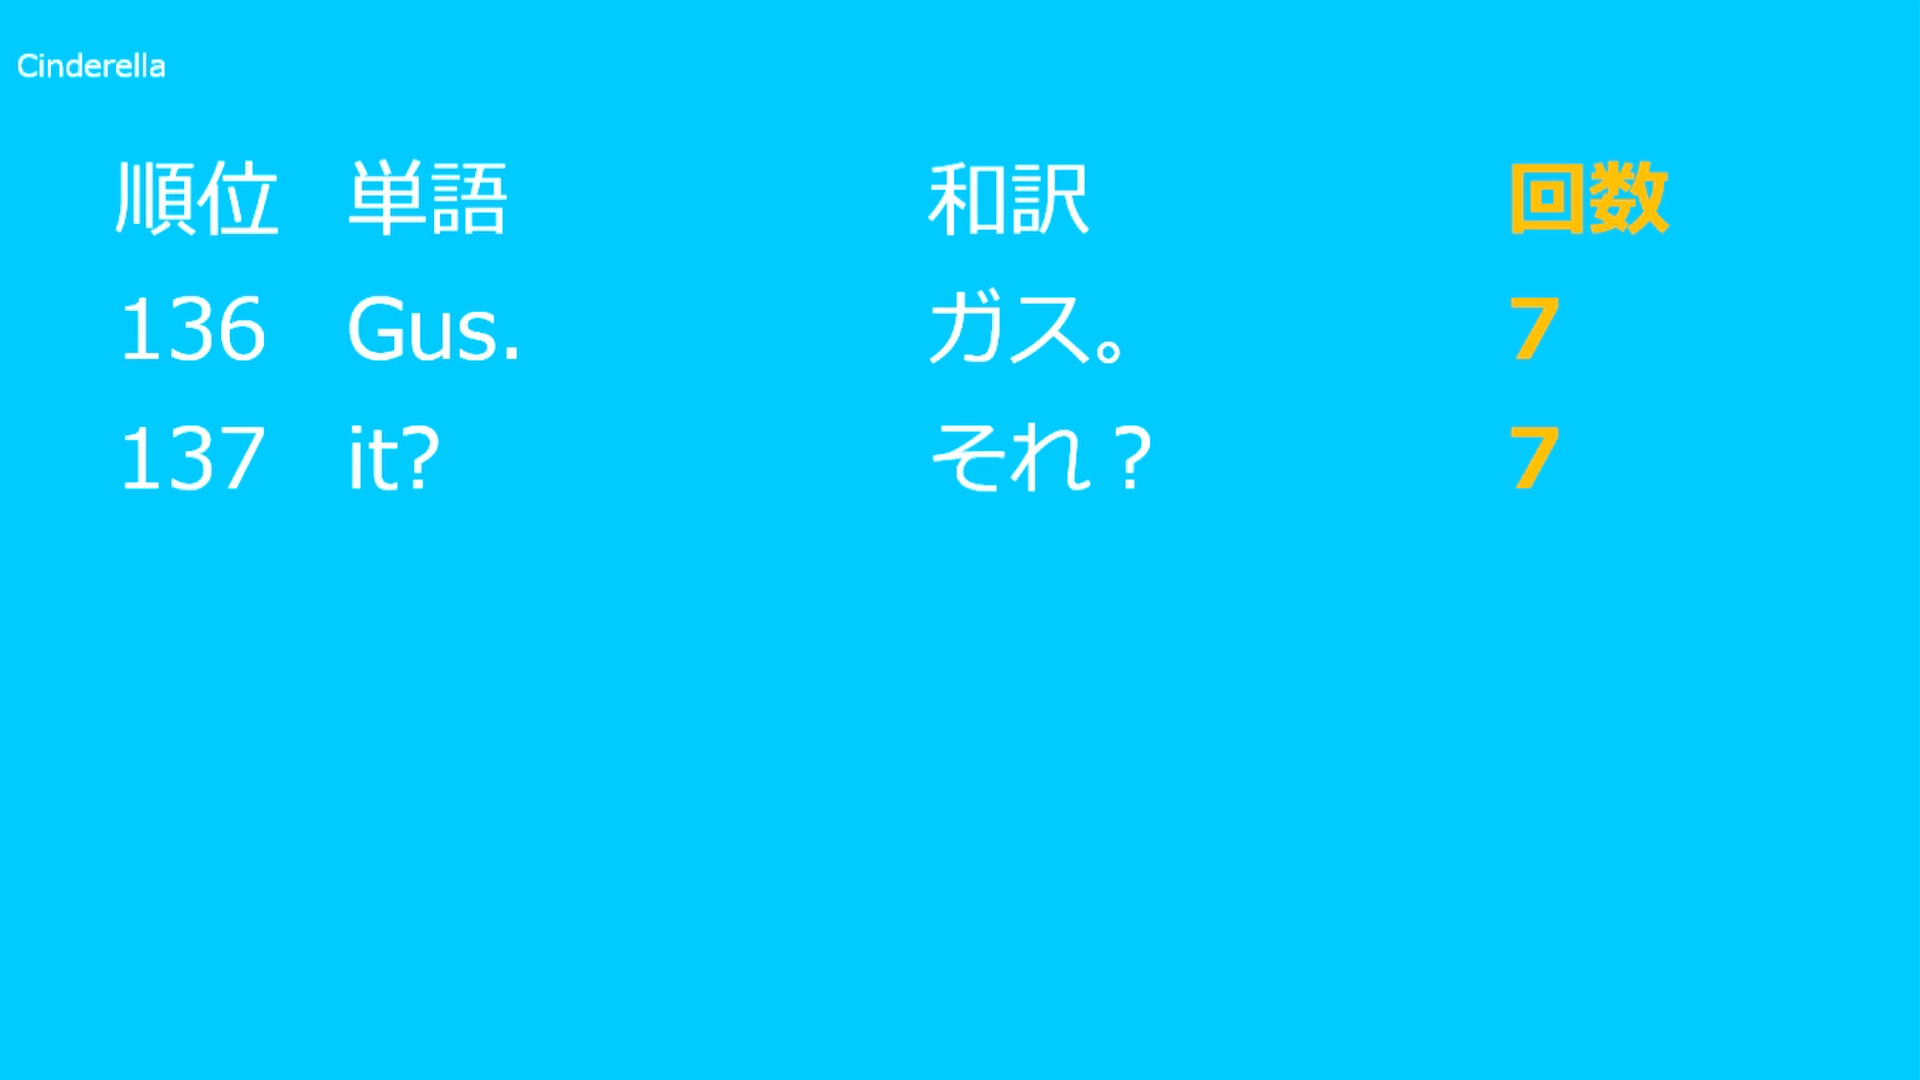 Cinderella
順位 単語 和訳 回数
136 Gus. ガス。 7
137 it? それ？ 7